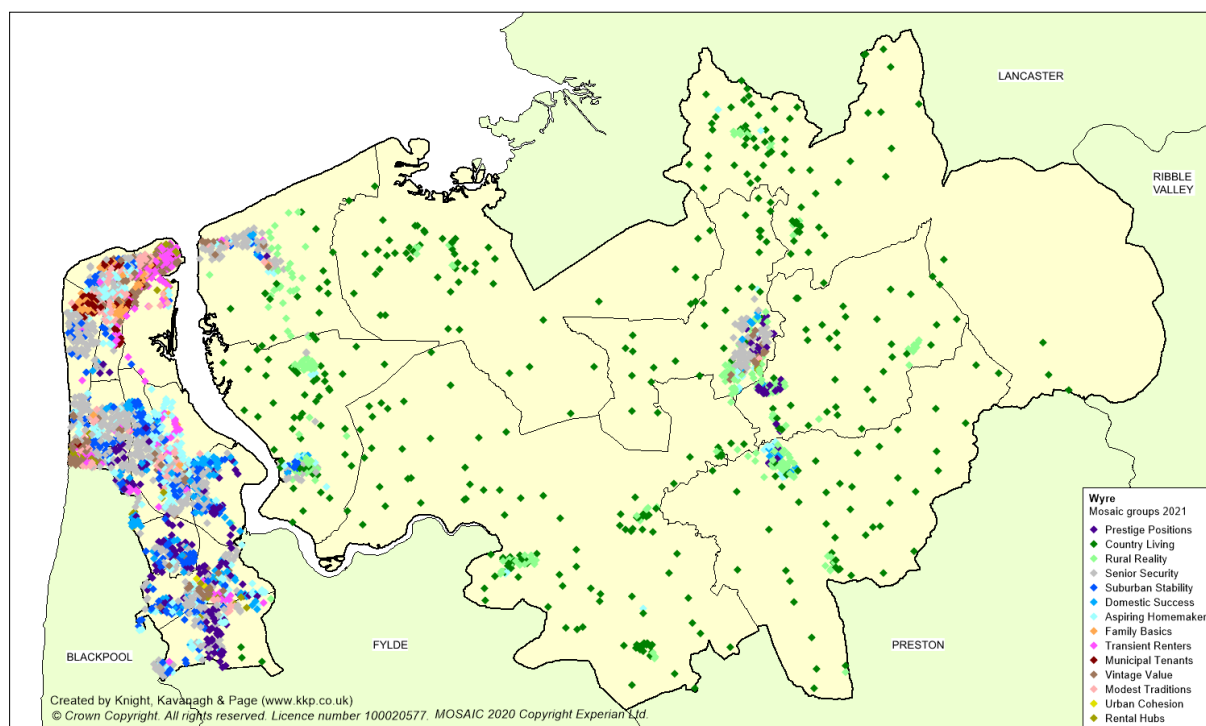 LANCASTER
RIBBLE
VALLEY
Wyre
Mosaic groups 2021
Prestige Positions
Country Living
Rural Reality
Senior Security
Suburban Stability
Domestic Success
Aspiring Homemaker
Family Basics
Transient Renters
Municipal Tenants
Vintage Value
Modest Traditions
Urban Cohesion
Rental Hubs
BLACKPOOL
FYLDE
PRESTON
Created by Knight, Kavanagh & Page (www.kkp.co.uk)
© Crown Copyright. All rights reserved. Licence number 100020577. MOSAIC 2020 Copyright Experian Ltd.